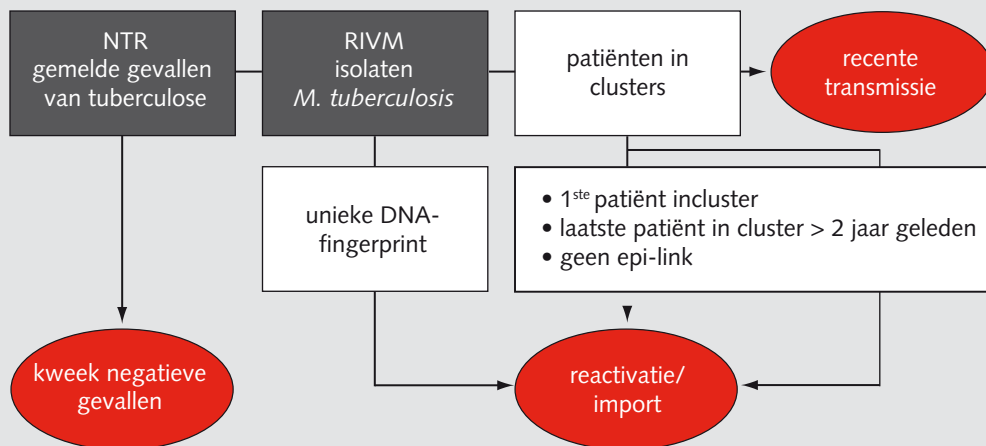 NTR
gemelde gevallen
van tuberculose
RIVM
isolaten
M. tuberculosis
patiënten in
clusters
recente
transmissie
unieke DNA-
fingerprint
• 1ste patiënt incluster
• laatste patiënt in cluster > 2 jaar geleden
• geen epi-link
kweek negatieve
gevallen
reactivatie/
import